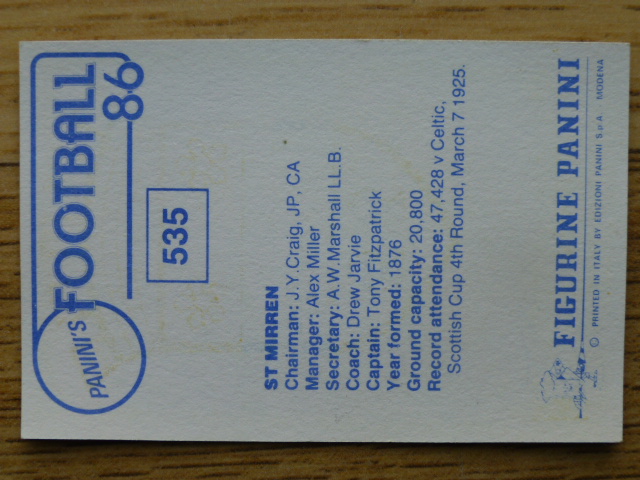 PANINI'S FOOTBALL 86
535
ST MIRREN
Chairman: J.Y.Craig, JP, CA
Manager: Alex Miller
Secretary: A.W.Marshall LL.B.
Coach: Drew Jarvie
Captain: Tony Fitzpatrick
Year formed: 1876
Ground capacity: 20,800
Record attendance: 47,428 v Celtic,
Scottish Cup 4th Round, March 7 1925.
FIGURINE PANINI
© PRINTED IN ITALY BY EDIZIONI PANINI S.p.A. MODENA